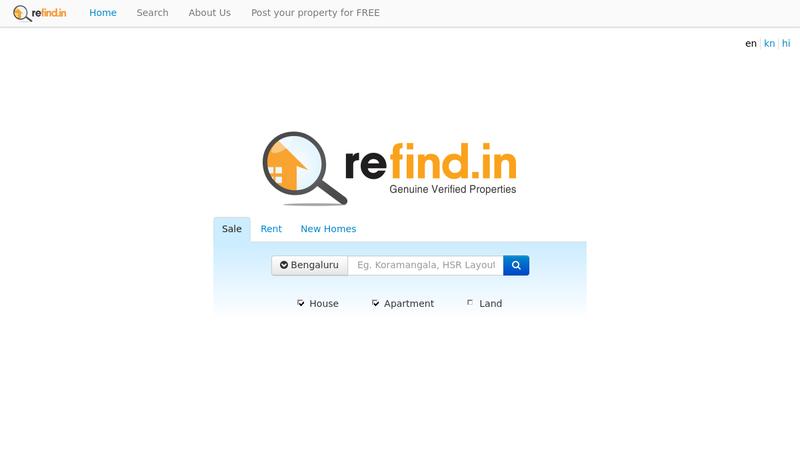 refind.in Home Search About Us Post your property for FREE
en kn hi
refind.in
Genuine Verified Properties
Sale Rent New Homes
Bengaluru Eg. Koramangala, HSR Layout
House Apartment Land